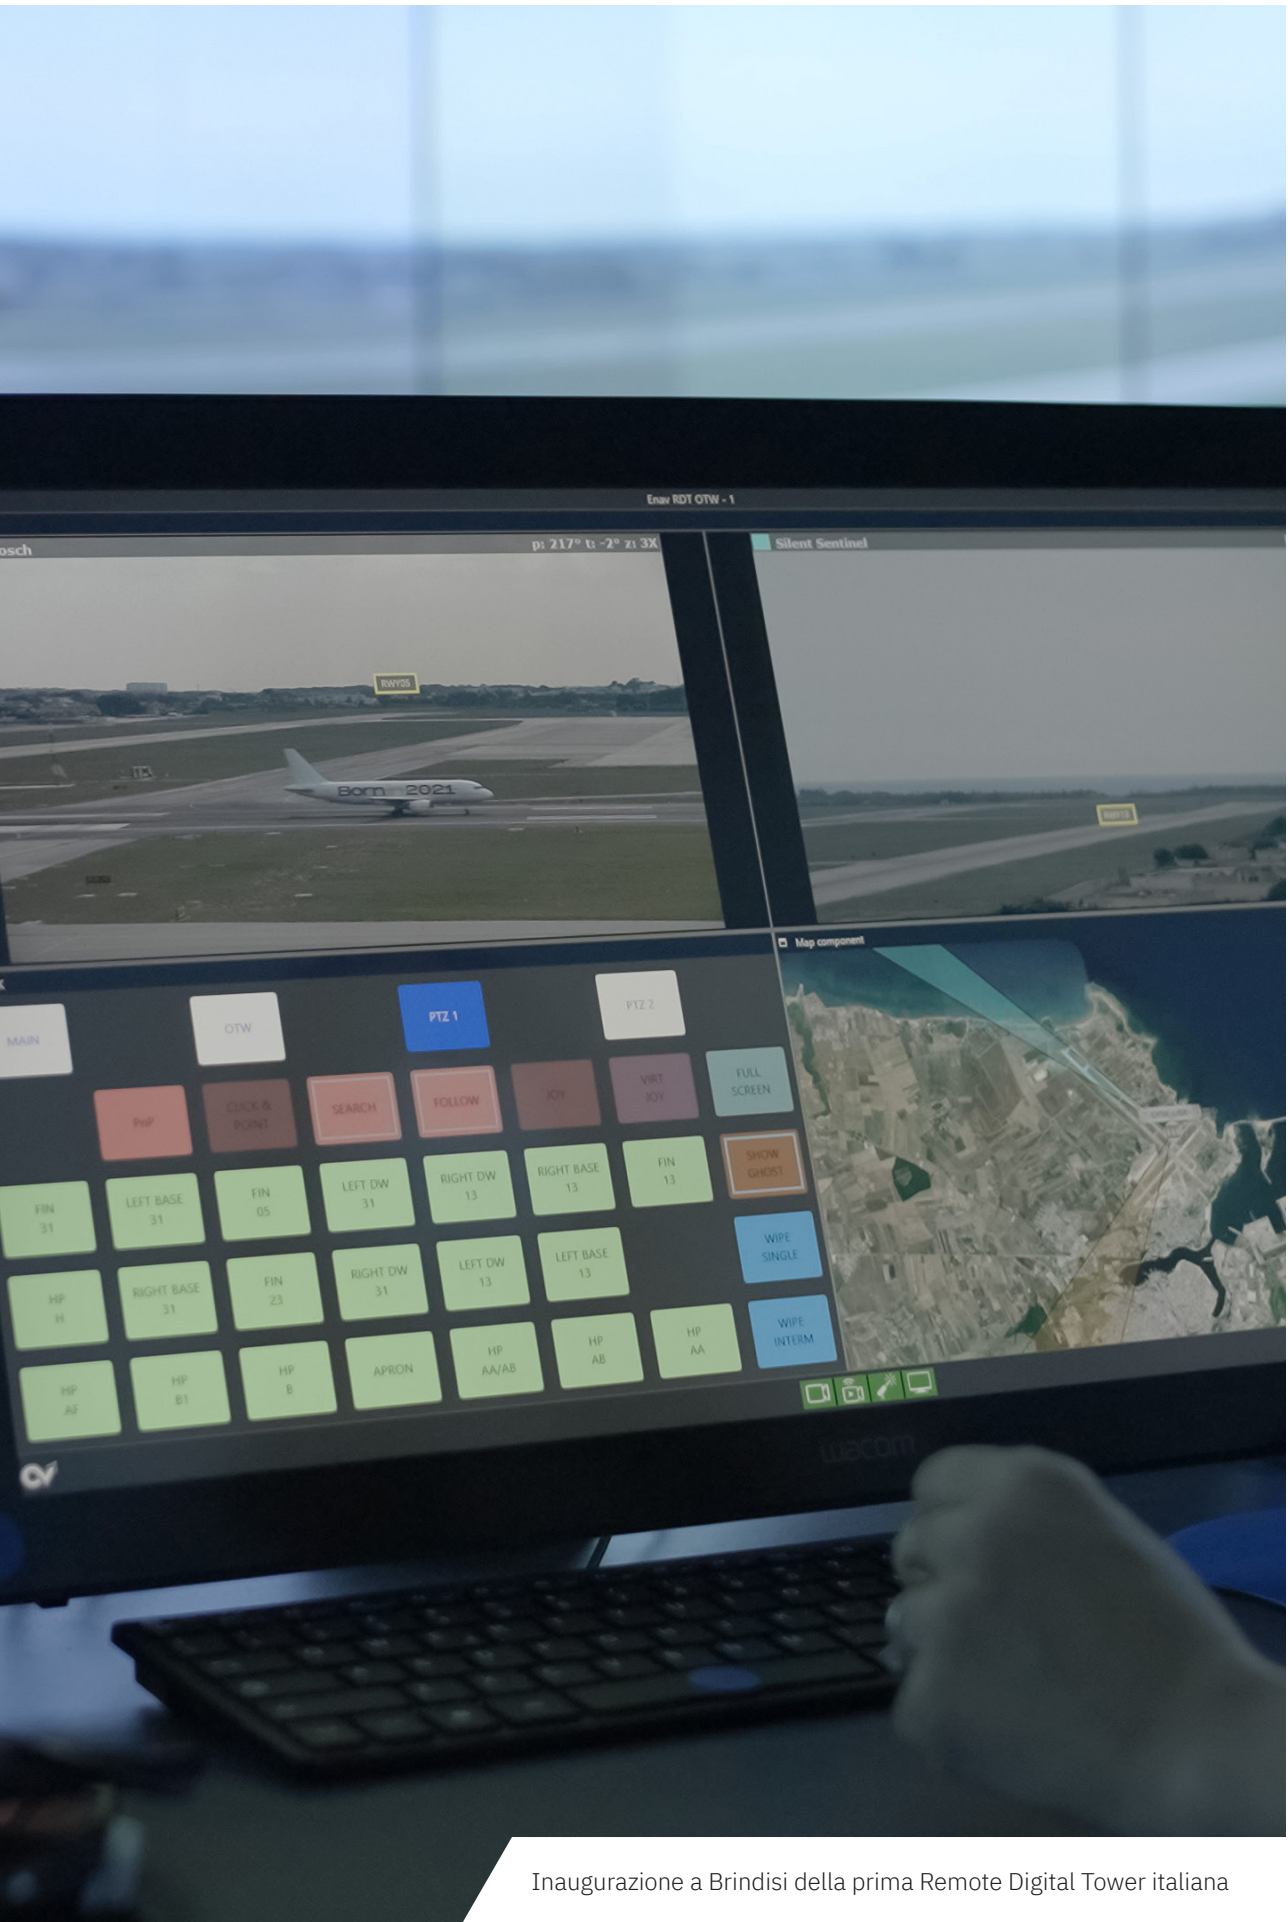 Enav RDT OTW - 1
osch
p: 217° t: -2° z: 3X
Silent Sentinel
RWY05
Born 2021
Map component
MAIN
OTW
PTZ 1
PTZ 2
PnP
CLICK &
POINT
SEARCH
FOLLOW
JOY
VIRT
JOY
FULL
SCREEN
FIN
31
LEFT BASE
31
FIN
05
LEFT DW
31
RIGHT DW
13
RIGHT BASE
13
FIN
13
SHOW
GHOST
HP
H
RIGHT BASE
31
FIN
23
RIGHT DW
31
LEFT DW
13
LEFT BASE
13
WIPE
SINGLE
HP
AF
HP
B1
HP
B
APRON
HP
AA/AB
HP
AB
HP
AA
WIPE
INTERM
wacom
Inaugurazione a Brindisi della prima Remote Digital Tower italiana